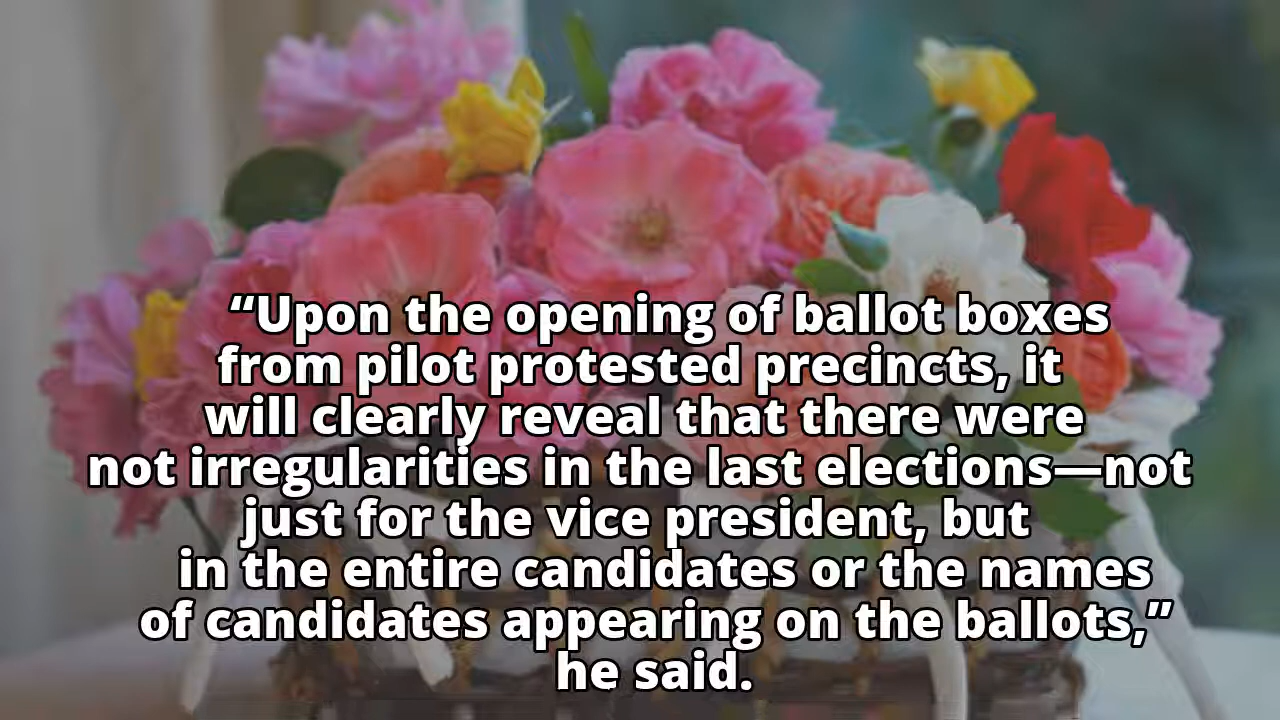 “Upon the opening of ballot boxes
from pilot protested precincts, it
will clearly reveal that there were
not irregularities in the last elections—not
just for the vice president, but
in the entire candidates or the names
of candidates appearing on the ballots,”
he said.